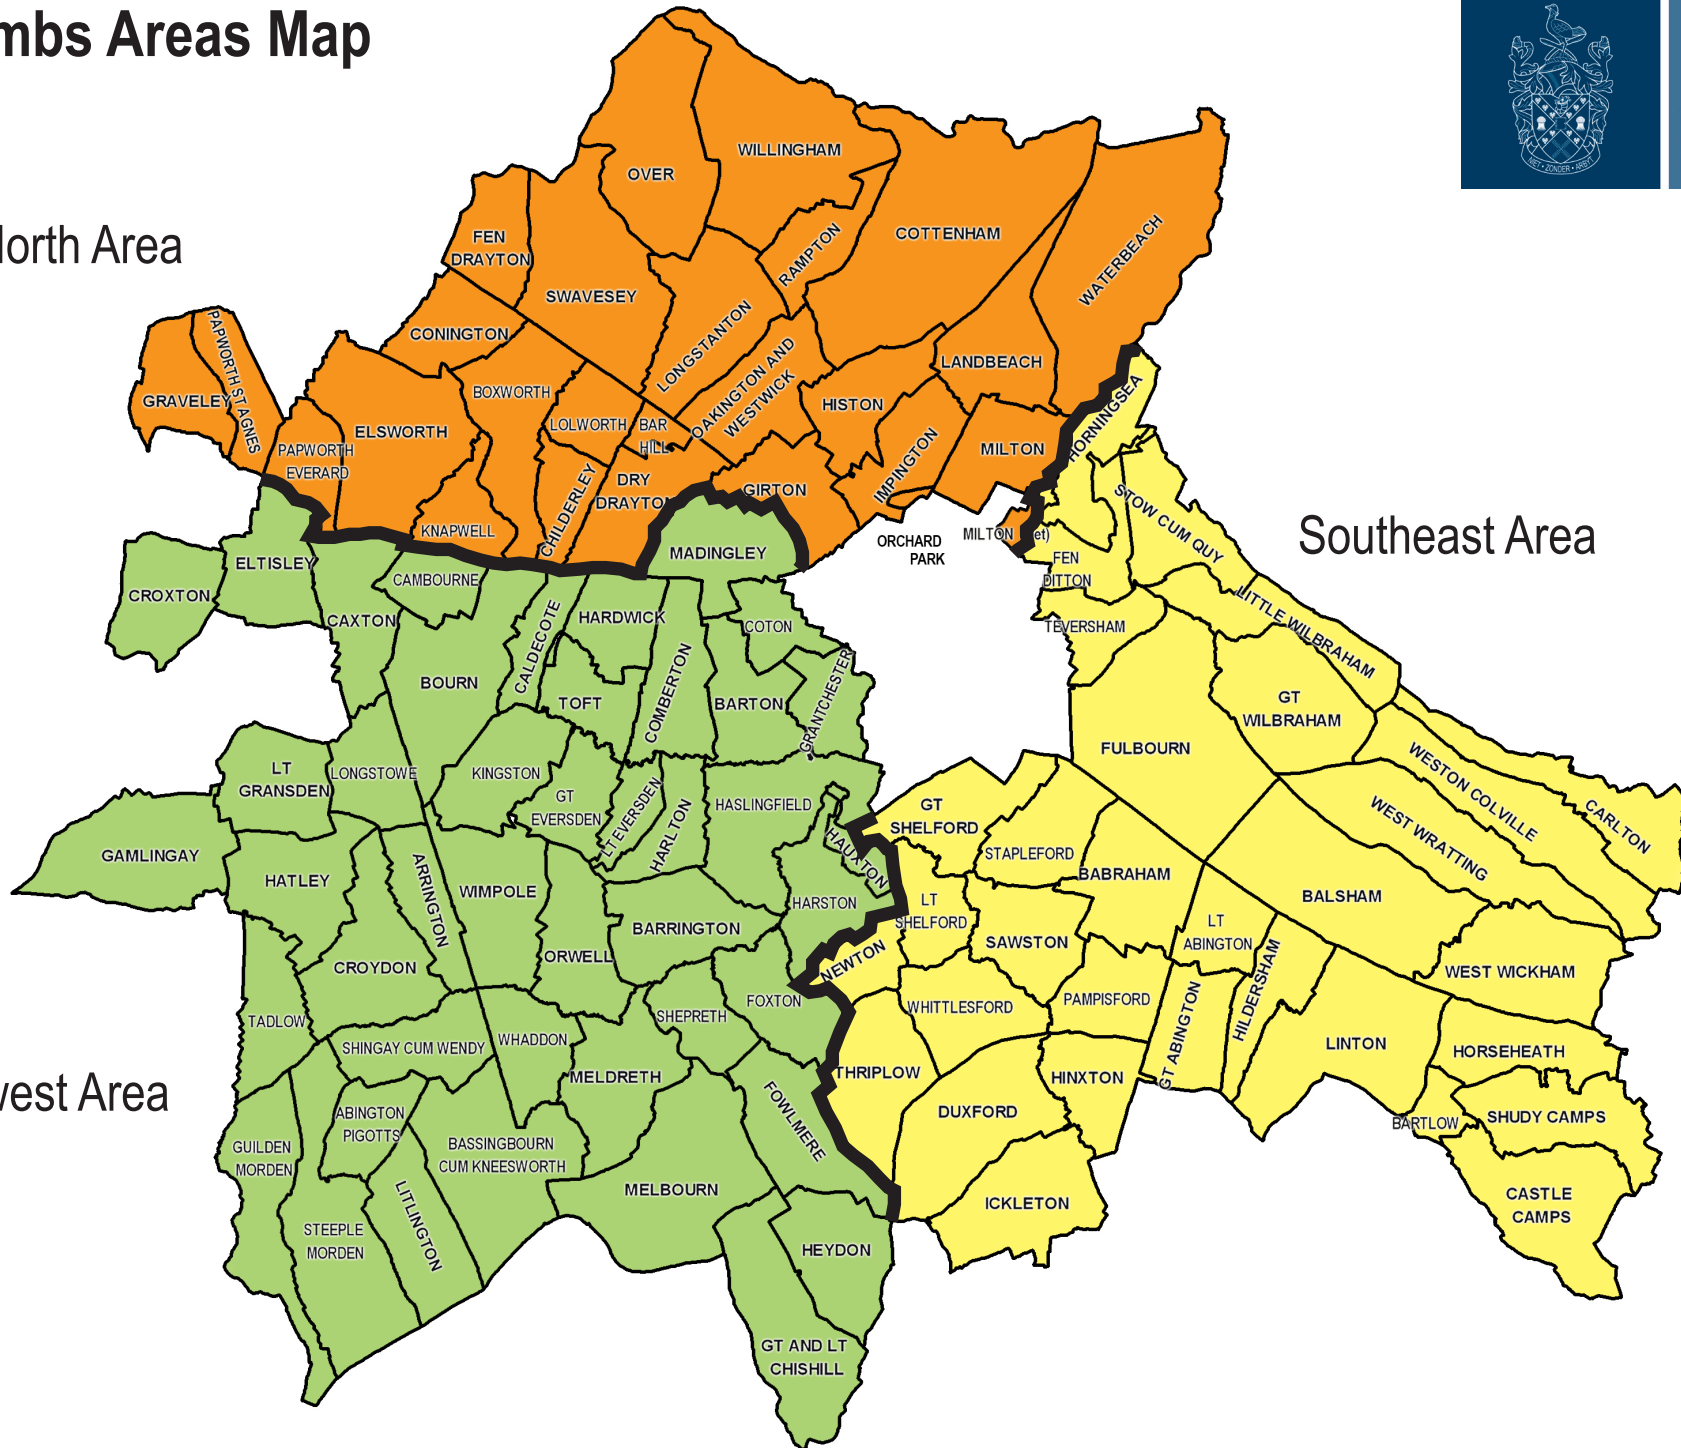 mbs Areas Map
NIET · ZONDER · ARBYT
orth Area
Southeast Area
west Area
OVER
WILLINGHAM
FEN
DRAYTON
SWAVESEY
RAMPTON
COTTENHAM
WATERBEACH
CONINGTON
LONGSTANTON
OAKINGTON AND
WESTWICK
LANDBEACH
GRAVELEY
PAPWORTH ST AGNES
BOXWORTH
LOLWORTH
BAR
HILL
HISTON
IMPINGTON
MILTON
HORNINGSEA
PAPWORTH
EVERARD
ELSWORTH
KNAPWELL
CHILDERLEY
DRY
DRAYTON
GIRTON
ORCHARD
PARK
MILTON
et)
STOW CUM QUY
FEN
DITTON
MADINGLEY
ELTISLEY
CROXTON
CAXTON
CAMBOURNE
CALDECOTE
HARDWICK
COTON
TEVERSHAM
LITTLE WILBRAHAM
BOURN
TOFT
COMBERTON
BARTON
GRANTCHESTER
GT
WILBRAHAM
FULBOURN
LT
GRANSDEN
LONGSTOWE
KINGSTON
GT
EVERSDEN
LT EVERSDEN
HARLTON
HASLINGFIELD
HAUXTON
GT
SHELFORD
STAPLEFORD
WESTON COLVILLE
WEST WRATTING
CARLTON
GAMLINGAY
HATLEY
ARRINGTON
WIMPOLE
HARSTON
LT
SHELFORD
BABRAHAM
BALSHAM
BARRINGTON
ORWELL
CROYDON
NEWTON
SAWSTON
LT
ABINGTON
HILDERSHAM
WEST WICKHAM
TADLOW
SHINGAY CUM WENDY
WHADDON
SHEPRETH
FOXTON
WHITTLESFORD
PAMPISFORD
GT ABINGTON
LINTON
HORSEHEATH
MELDRETH
THRIPLOW
HINXTON
DUXFORD
BARTLOW
SHUDY CAMPS
ABINGTON
PIGOTTS
GUILDEN
MORDEN
BASSINGBOURN
CUM KNEESWORTH
FOWLMERE
MELBOURN
LITLINGTON
STEEPLE
MORDEN
ICKLETON
CASTLE
CAMPS
HEYDON
GT AND LT
CHISHILL